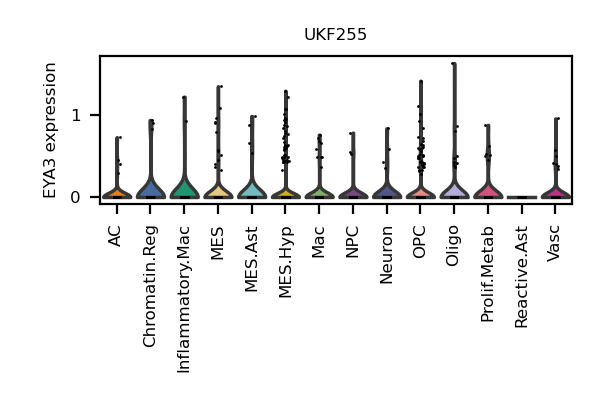 UKF255
EYA3 expression
1
0
AC
Chromatin.Reg
Inflammatory.Mac
MES
MES.Ast
MES.Hyp
Mac
NPC
Neuron
OPC
Oligo
Prolif.Metab
Reactive.Ast
Vasc